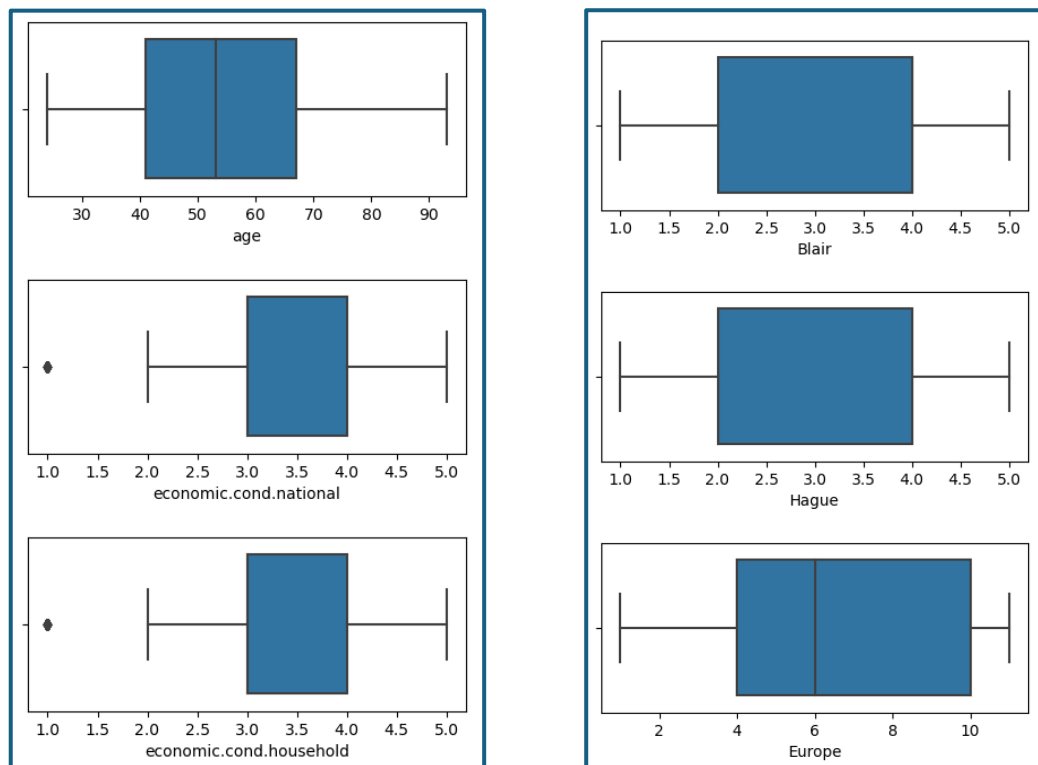 30 40 50 60 70 80 90
age
1.0 1.5 2.0 2.5 3.0 3.5 4.0 4.5 5.0
economic.cond.national
1.0 1.5 2.0 2.5 3.0 3.5 4.0 4.5 5.0
economic.cond.household
1.0 1.5 2.0 2.5 3.0 3.5 4.0 4.5 5.0
Blair
1.0 1.5 2.0 2.5 3.0 3.5 4.0 4.5 5.0
Hague
2 4 6 8 10
Europe